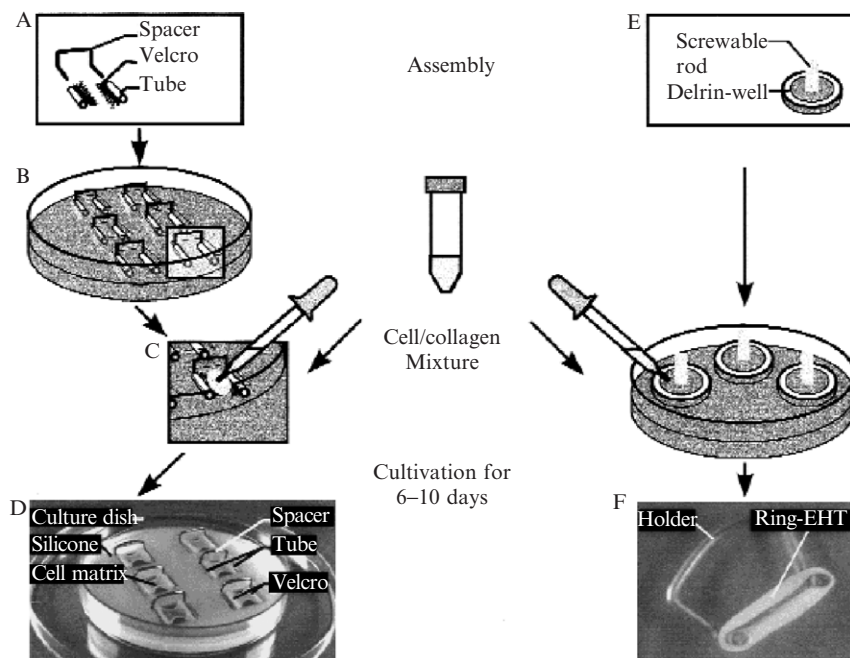 A
Spacer
Velcro
Tube
Assembly
E
Screwable
rod
Delrin-well
B
C
Cell/collagen
Mixture
Cultivation for
6–10 days
D
Culture dish
Spacer
Silicone
Tube
Cell matrix
Velcro
F
Holder
Ring-EHT